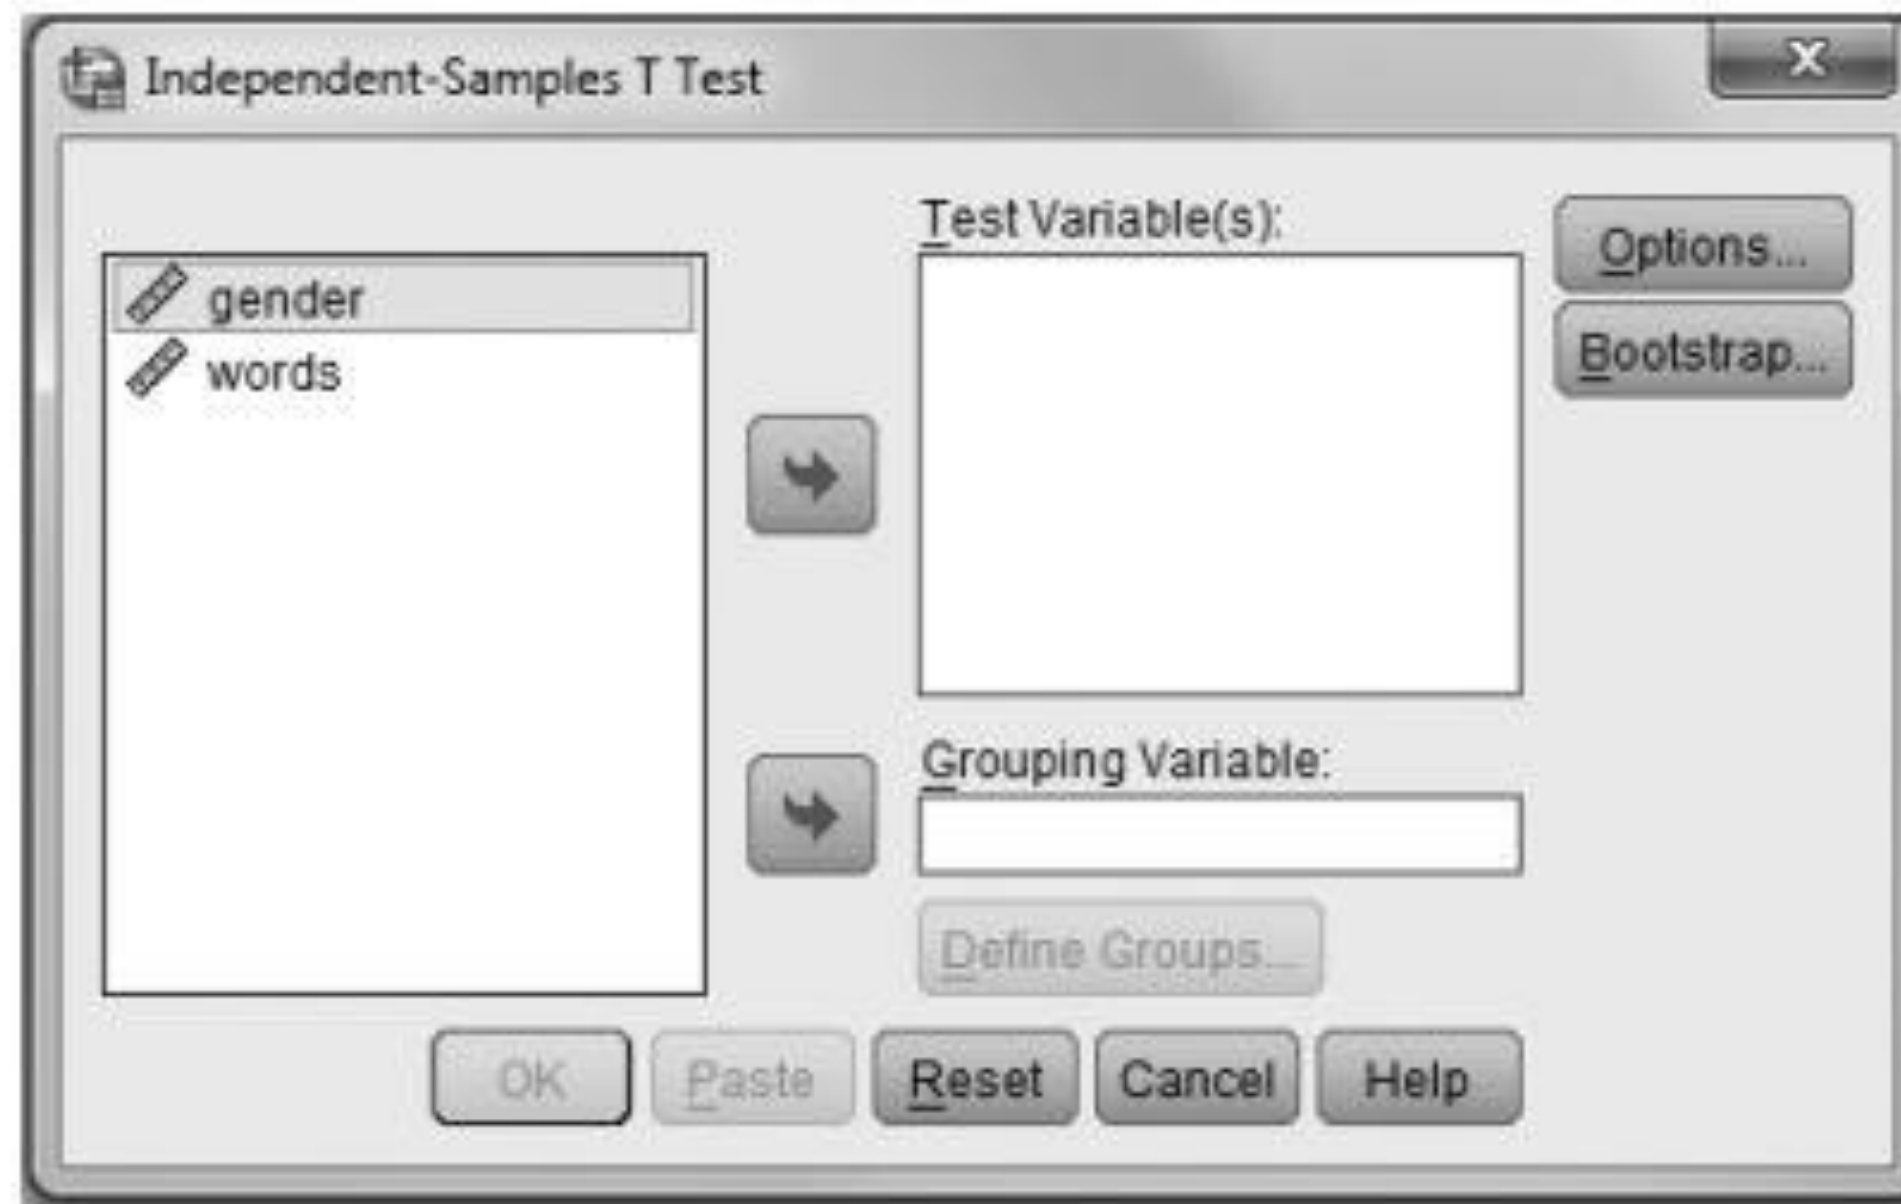 Independent-Samples T Test
gender
words
Test Variable(s):
Options...
Bootstrap...
Grouping Variable:
Define Groups...
OK
Paste
Reset
Cancel
Help